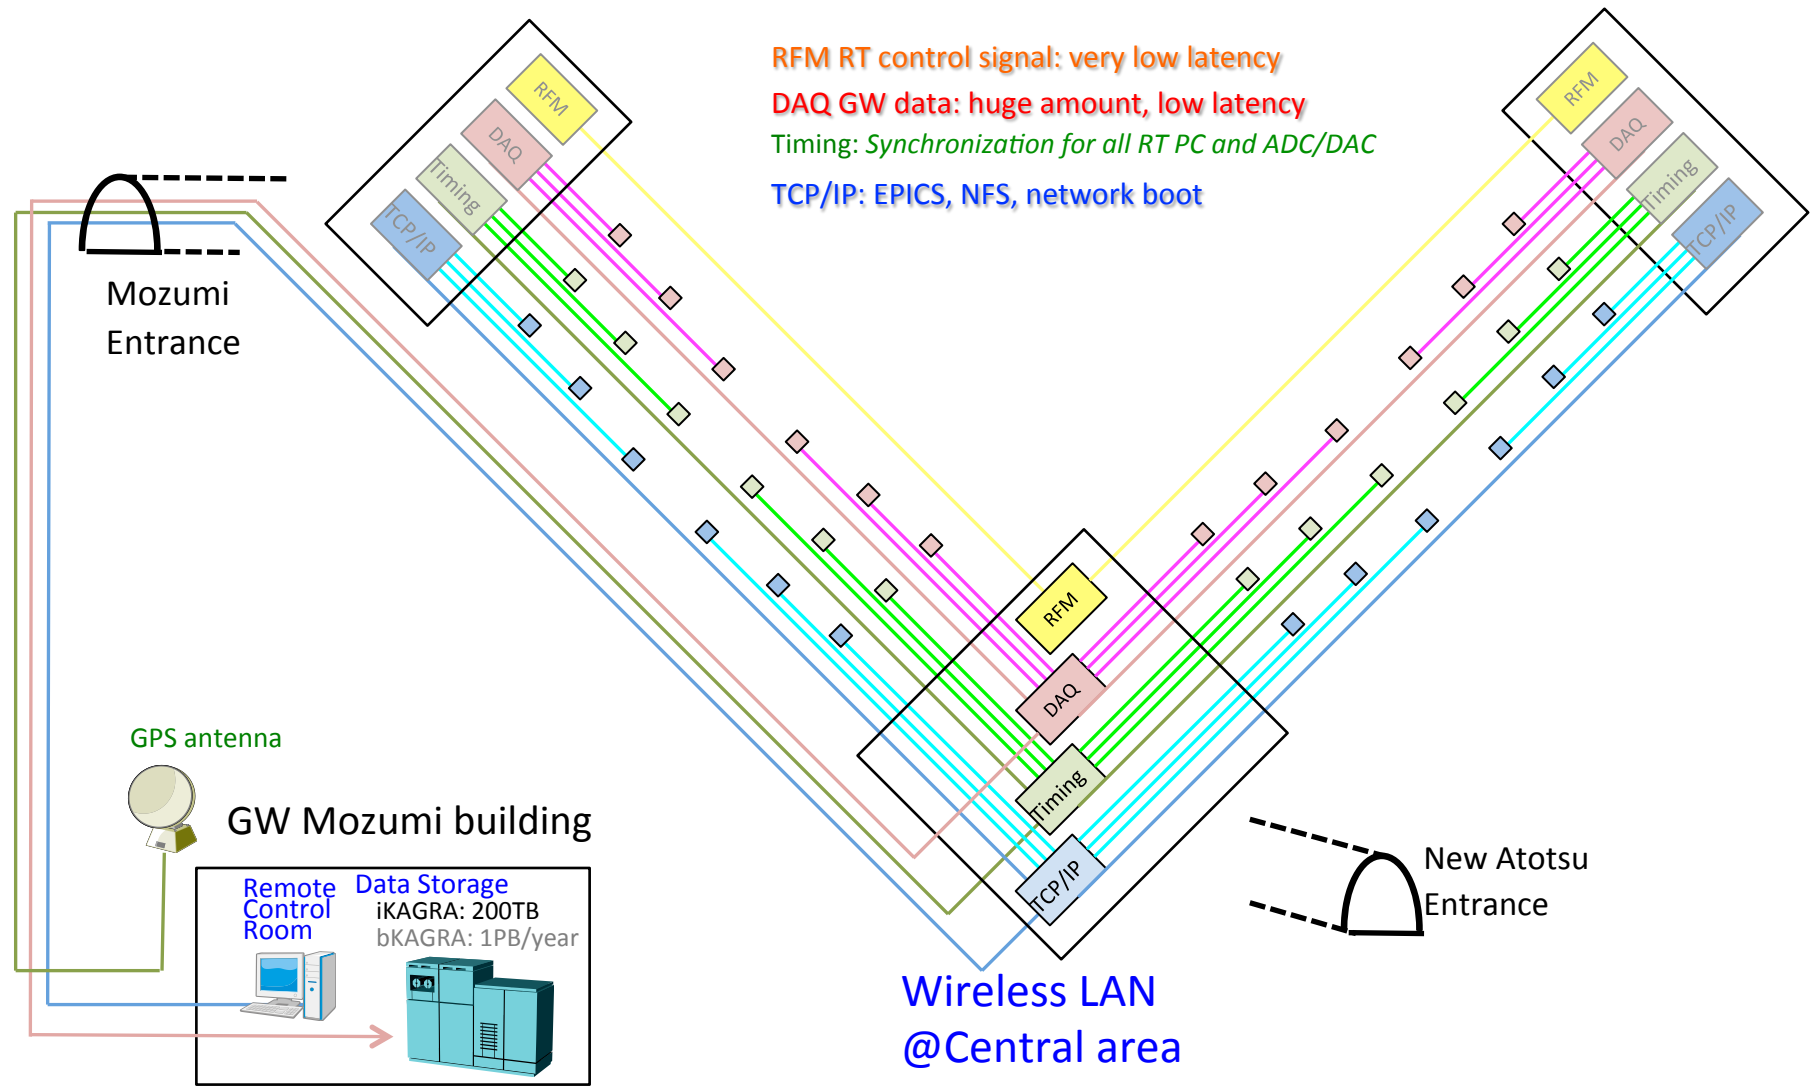 RFM RT control signal: very low latency
DAQ GW data: huge amount, low latency
Timing: Synchronization for all RT PC and ADC/DAC
TCP/IP: EPICS, NFS, network boot
RFM
DAQ
Timing
TCP/IP
RFM
DAQ
Timing
TCP/IP
Mozumi
Entrance
RFM
DAQ
Timing
TCP/IP
GPS antenna
GW Mozumi building
Remote
Control
Room
Data Storage
iKAGRA: 200TB
bKAGRA: 1PB/year
New Atotsu
Entrance
Wireless LAN
@Central area